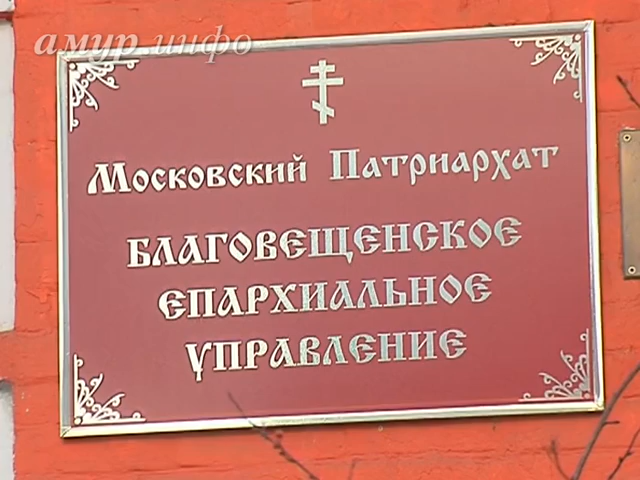 амур.инфо
Московский Патриархат
БЛАГОВЕЩЕНСКОЕ
ЕПАРХИАЛЬНОЕ
УПРАВЛЕНИЕ